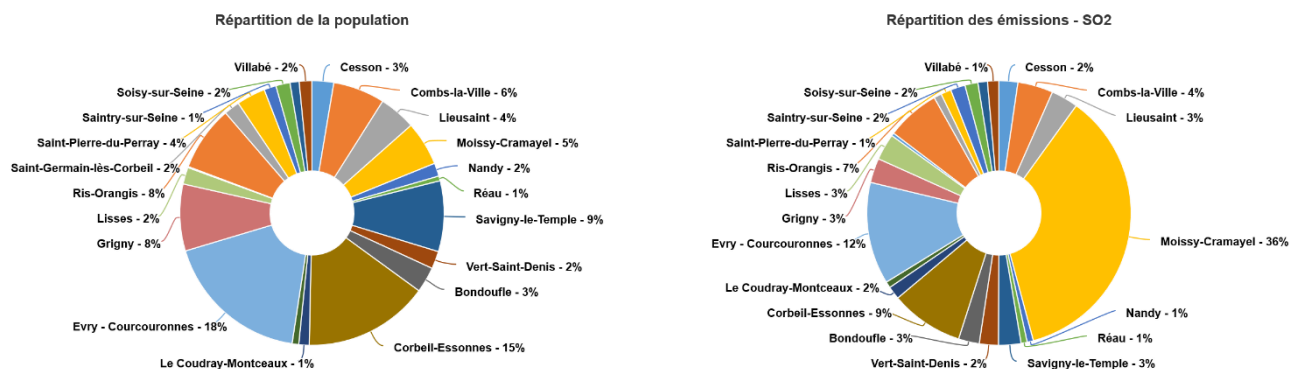 Répartition de la population
Villabé - 2%
Cesson - 3%
Soisy-sur-Seine - 2%
Combs-la-Ville - 6%
Saintry-sur-Seine - 1%
Lieusaint - 4%
Saint-Pierre-du-Perray - 4%
Moissy-Cramayel - 5%
Saint-Germain-lès-Corbeil - 2%
Nandy - 2%
Ris-Orangis - 8%
Réau - 1%
Lisses - 2%
Savigny-le-Temple - 9%
Grigny - 8%
Vert-Saint-Denis - 2%
Bondoufle - 3%
Evry - Courcouronnes - 18%
Corbeil-Essonnes - 15%
Le Coudray-Montceaux - 1%
Répartition des émissions - SO2
Villabé - 1%
Cesson - 2%
Soisy-sur-Seine - 2%
Combs-la-Ville - 4%
Saintry-sur-Seine - 2%
Lieusaint - 3%
Saint-Pierre-du-Perray - 1%
Ris-Orangis - 7%
Lisses - 3%
Grigny - 3%
Evry - Courcouronnes - 12%
Moissy-Cramayel - 36%
Le Coudray-Montceaux - 2%
Corbeil-Essonnes - 9%
Nandy - 1%
Bondoufle - 3%
Réau - 1%
Vert-Saint-Denis - 2%
Savigny-le-Temple - 3%